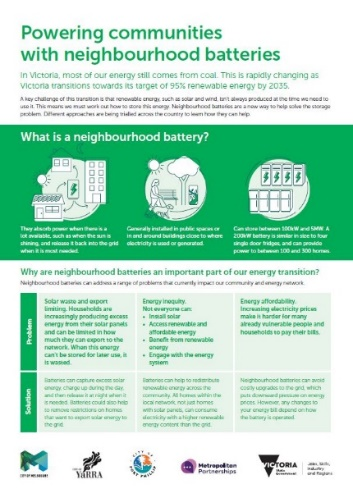 Powering communities
with neighbourhood batteries
In Victoria, most of our energy still comes from coal. This is rapidly changing as
Victoria transitions towards its target of 95% renewable energy by 2035.
A key challenge of this transition is that renewable energy, such as solar and wind, isn't always produced at the time we need to
use it. This means we must work out how to store this energy. Neighbourhood batteries are a new way to help solve the storage
problem. Different approaches are being trialled across the country to learn how they can help.
What is a neighbourhood battery?
They absorb power when there is a
lot available, such as when the sun is
shining, and release it back into the grid
when it is most needed.
Generally installed in public spaces or
in and around buildings close to where
electricity is used or generated.
Can store between 100kW and 5MW. A
200kW battery is similar in size to four
single door fridges, and can provide
power to between 100 and 300 homes.
Why are neighbourhood batteries an important part of our energy transition?
Neighbourhood batteries can address a range of problems that currently impact our community and energy network.
Problem
Solar waste and export
limiting. Households are
increasingly producing excess
energy from their solar panels
and can be limited in how
much they can export to the
network. When this energy
can't be stored for later use, it
is wasted.
Energy inequity.
Not everyone can:
• Install solar
• Access renewable and
affordable energy
• Benefit from renewable
energy
• Engage with the energy
system
Energy affordability.
Increasing electricity prices
make it harder for many
already vulnerable people and
households to pay their bills.
Solution
Batteries can capture excess solar
energy, charge up during the day,
and then release it at night when it
is needed. Batteries could also help
to remove restrictions on homes
that want to export solar energy to
the grid.
Batteries can help to redistribute
renewable energy across the
community. All homes within the
local network, not just homes
with solar panels, can consume
electricity with a higher renewable
energy content than the grid.
Neighbourhood batteries can avoid
costly upgrades to the grid, which
puts downward pressure on energy
prices. However, any changes to
your energy bill depend on how
the battery is operated.
CITY OF MELBOURNE
YARRA
CITY OF
PORT PHILLIP
Metropolitan
Partnerships
VICTORIA
State
Government
Jobs, Skills,
Industry
and Regions